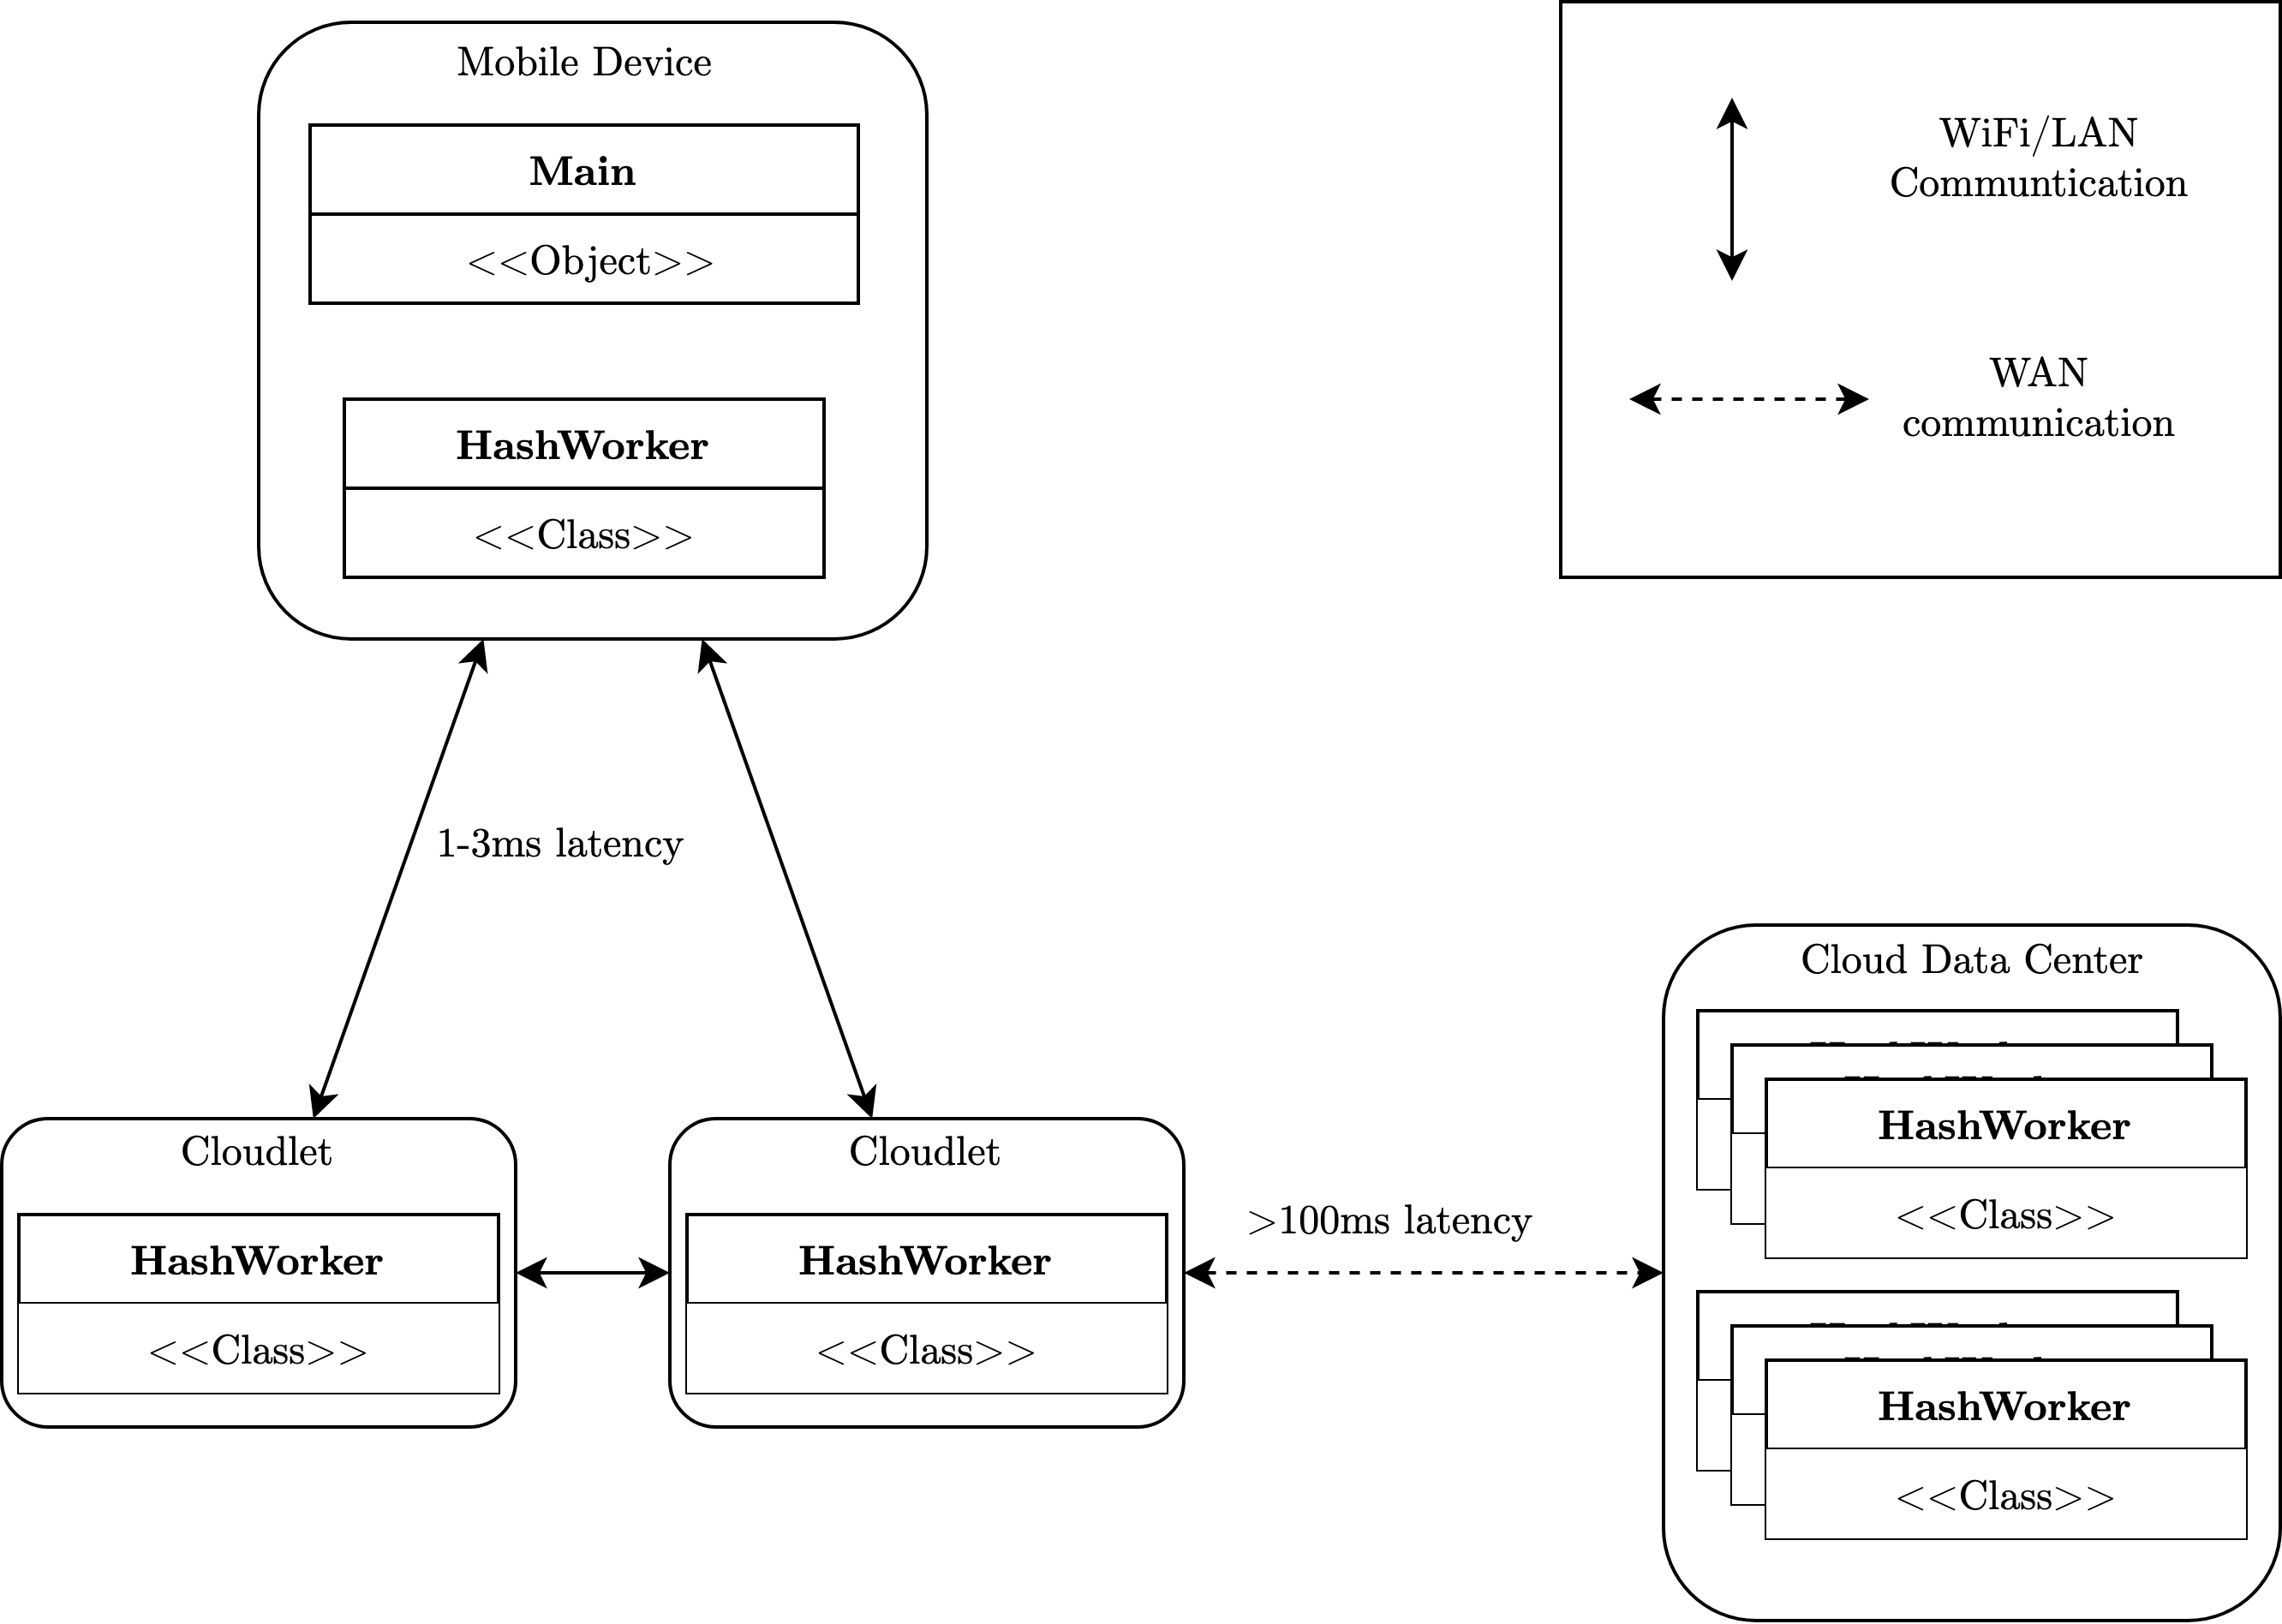 Mobile Device
Main
<<Object>>
HashWorker
<<Class>>
WiFi/LAN
Communtication
WAN
communication
1-3ms latency
Cloudlet
HashWorker
<<Class>>
Cloudlet
HashWorker
<<Class>>
>100ms latency
Cloud Data Center
HashWorker
<<Class>>
HashWorker
<<Class>>